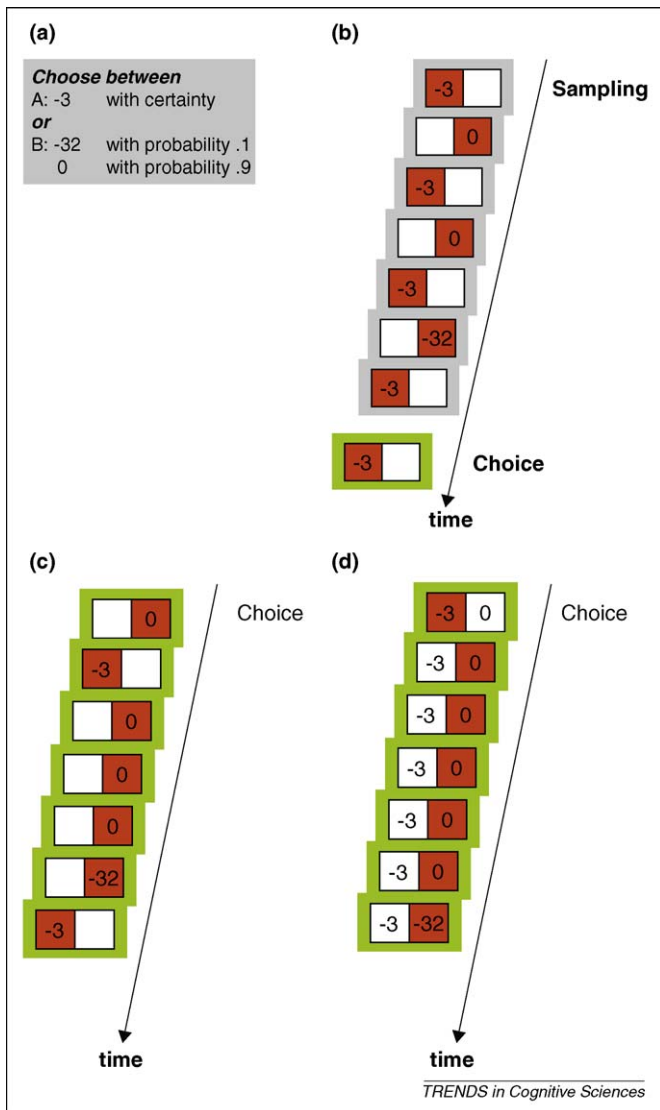 (a)
Choose between
A: -3 with certainty
or
B: -32 with probability .1
0 with probability .9
(b)
Sampling
-3
0
-3
0
-3
-32
-3
-3
Choice
time
(c)
Choice
0
-3
0
0
0
-32
-3
time
(d)
Choice
-3 0
-3 0
-3 0
-3 0
-3 0
-3 0
-3 -32
time
TRENDS in Cognitive Sciences